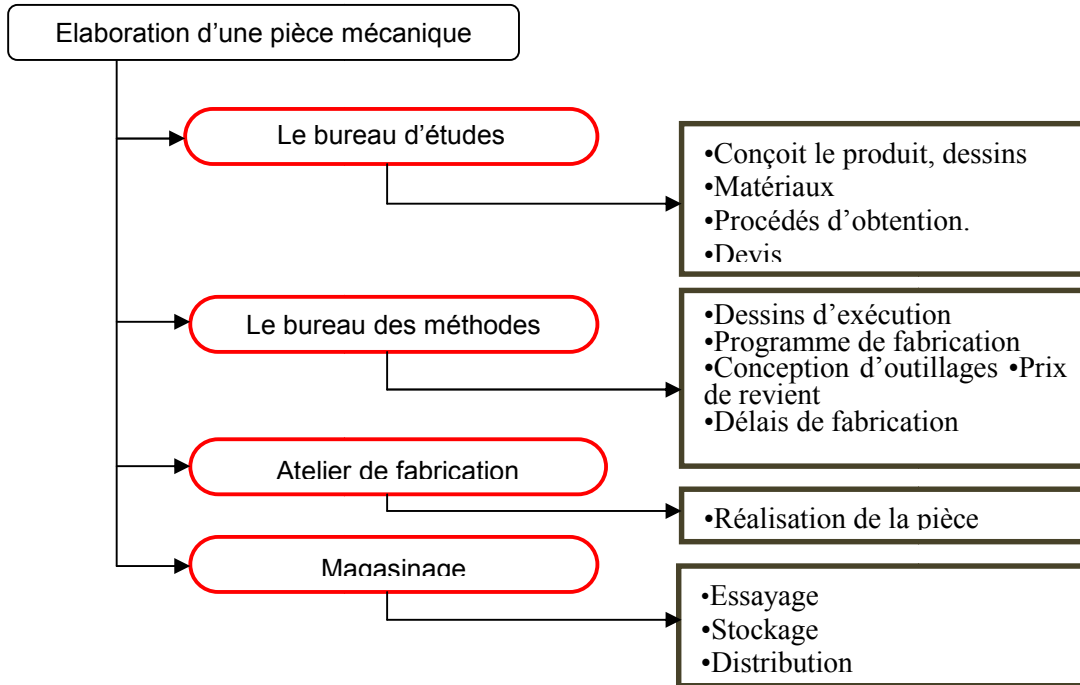 Elaboration d’une pièce mécanique
Le bureau d’études
•Conçoit le produit, dessins
•Matériaux
•Procédés d’obtention.
•Devis
Le bureau des méthodes
•Dessins d’exécution
•Programme de fabrication
•Conception d’outillages •Prix
de revient
•Délais de fabrication
Atelier de fabrication
•Réalisation de la pièce
Magasinage
•Essayage
•Stockage
•Distribution